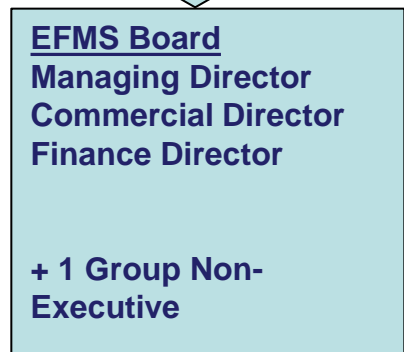 EFMS Board
Managing Director
Commercial Director
Finance Director
+ 1 Group Non-
Executive